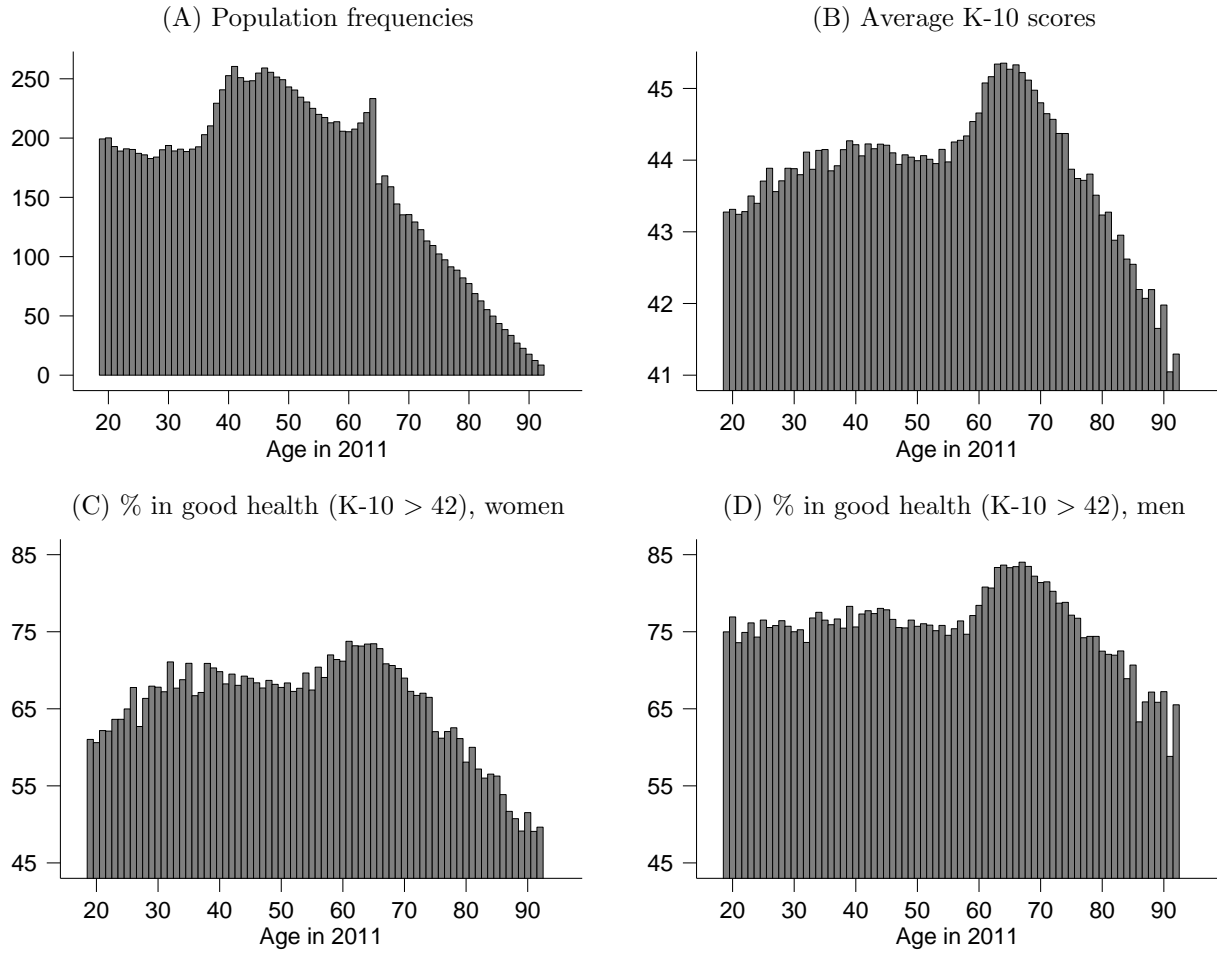 (A) Population frequencies
250
200
150
100
50
0
20 30 40 50 60 70 80 90
Age in 2011
(B) Average K-10 scores
45
44
43
42
41
20 30 40 50 60 70 80 90
Age in 2011
(C) % in good health (K-10 > 42), women
85
75
65
55
45
20 30 40 50 60 70 80 90
Age in 2011
(D) % in good health (K-10 > 42), men
85
75
65
55
45
20 30 40 50 60 70 80 90
Age in 2011